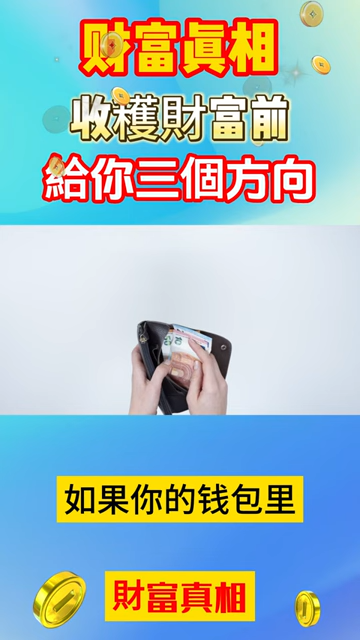 财富真相
收穫財富前
給你三個方向
如果你的钱包里
財富真相